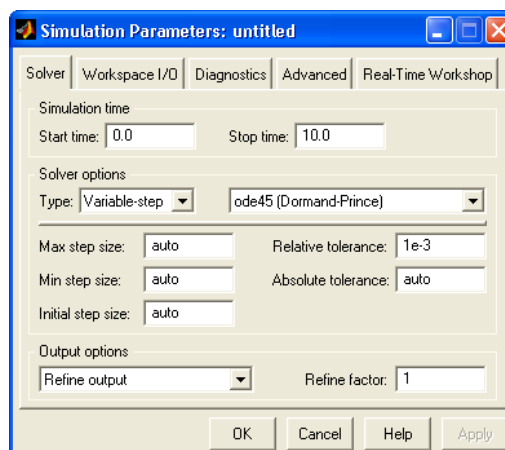 Simulation Parameters: untitled
Solver Workspace I/O Diagnostics Advanced Real-Time Workshop
Simulation time
Start time: 0.0 Stop time: 10.0
Solver options
Type: Variable-step ode45 (Dormand-Prince)
Max step size: auto Relative tolerance: 1e-3
Min step size: auto Absolute tolerance: auto
Initial step size: auto
Output options
Refine output Refine factor: 1
OK Cancel Help Apply